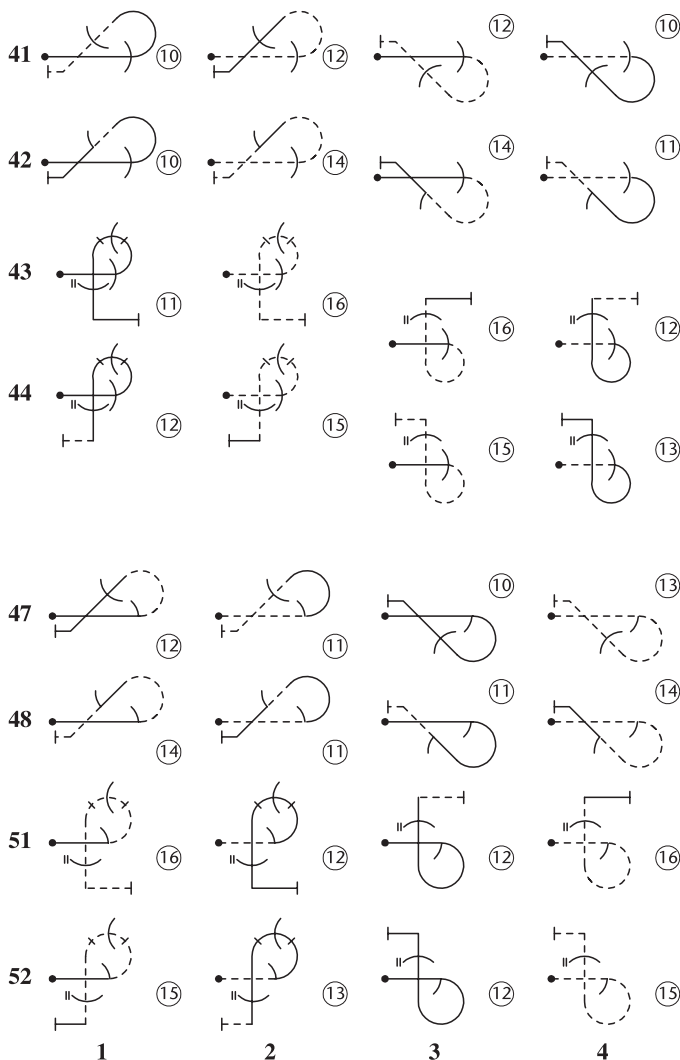 41 ⑩ ⑫ ⑫ ⑩
42 ⑩ ⑭ ⑭ ⑪
43 ⑪ ⑯ ⑯ ⑫
44 ⑫ ⑮ ⑮ ⑬
47 ⑫ ⑪ ⑩ ⑬
48 ⑭ ⑪ ⑪ ⑭
51 ⑯ ⑫ ⑫ ⑯
52 ⑮ ⑬ ⑫ ⑮
1 2 3 4